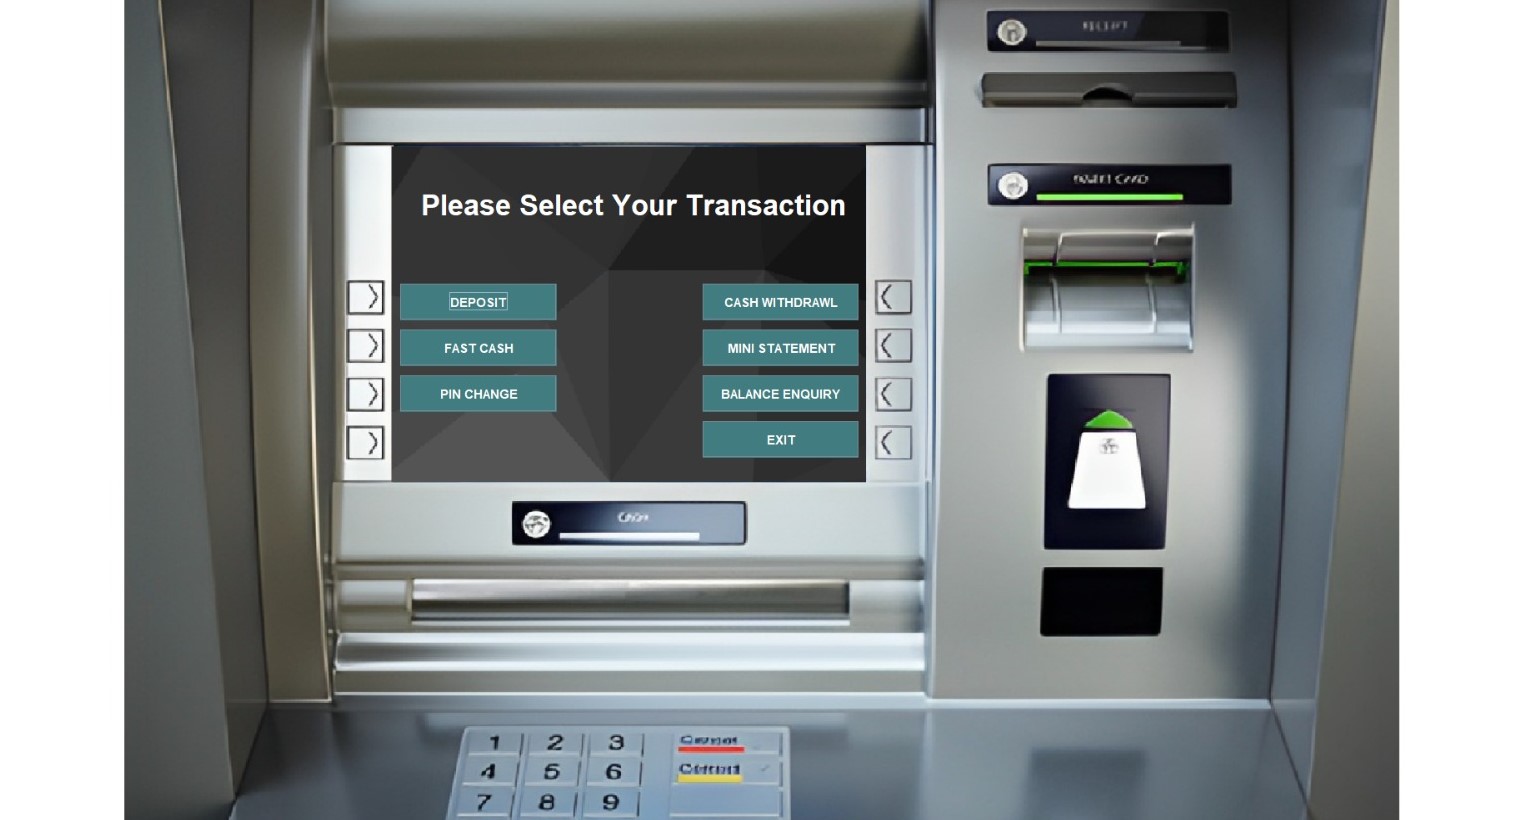 Please Select Your Transaction
DEPOSIT
CASH WITHDRAWL
FAST CASH
MINI STATEMENT
PIN CHANGE
BALANCE ENQUIRY
EXIT
1 2 3
4 5 6
7 8 9